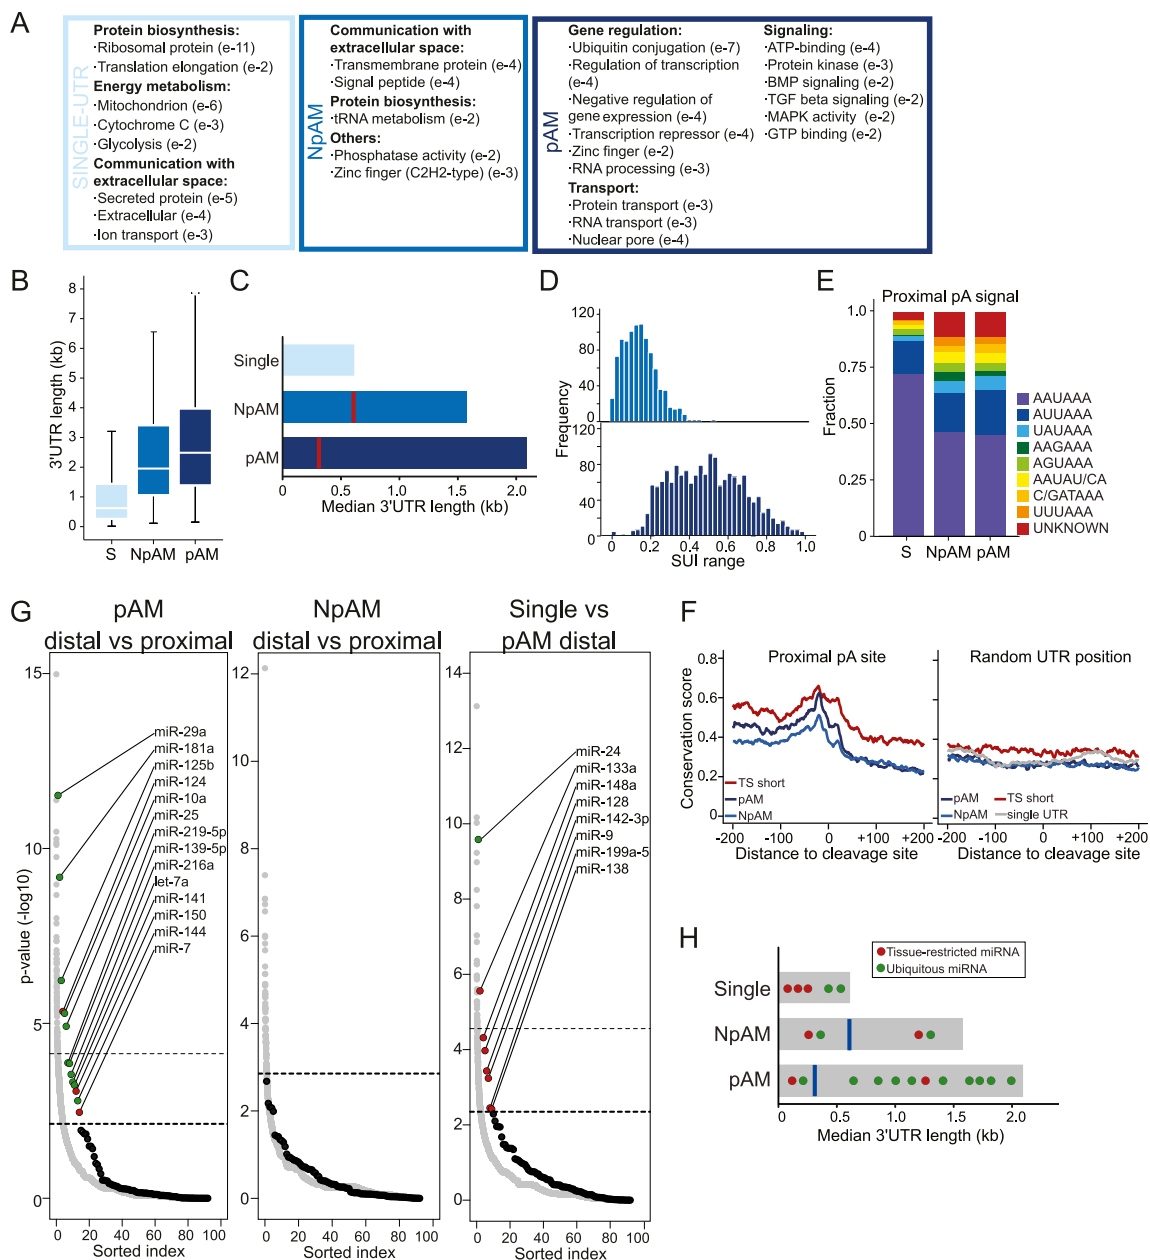 A
SINGLE-UTR
Protein biosynthesis:
·Ribosomal protein (e-11)
·Translation elongation (e-2)
Energy metabolism:
·Mitochondrion (e-6)
·Cytochrome C (e-3)
·Glycolysis (e-2)
Communication with
extracellular space:
·Secreted protein (e-5)
·Extracellular (e-4)
·Ion transport (e-3)
NpAM
Communication with
extracellular space:
·Transmembrane protein (e-4)
·Signal peptide (e-4)
Protein biosynthesis:
·tRNA metabolism (e-2)
Others:
·Phosphatase activity (e-2)
·Zinc finger (C2H2-type) (e-3)
pAM
Gene regulation:
·Ubiquitin conjugation (e-7)
·Regulation of transcription
(e-4)
·Negative regulation of
gene expression (e-4)
·Transcription repressor (e-4)
·Zinc finger (e-2)
·RNA processing (e-3)
Transport:
·Protein transport (e-3)
·RNA transport (e-3)
·Nuclear pore (e-4)
Signaling:
·ATP-binding (e-4)
·Protein kinase (e-3)
·BMP signaling (e-2)
·TGF beta signaling (e-2)
·MAPK activity (e-2)
·GTP binding (e-2)
B
3'UTR length (kb)
8
7
6
5
4
3
2
1
0
S NpAM pAM
C
Single
NpAM
pAM
0 0.5 1.0 1.5 2.0
Median 3'UTR length (kb)
D
Frequency
120
80
40
0
120
80
40
0
0 0.2 0.4 0.6 0.8 1.0
SUI range
E
Proximal pA signal
Fraction
1.0
0.75
0.50
0.25
0
S NpAM pAM
AAUAAA
AUUAAA
UAUAAA
AAGAAA
AGUAAA
AAUAU/CA
C/GATAAA
UUUAAA
UNKNOWN
G
pAM
distal vs proximal
p-value (-log10)
15
10
5
0
miR-29a
miR-181a
miR-125b
miR-124
miR-10a
miR-25
miR-219-5p
miR-139-5p
miR-216a
let-7a
miR-141
miR-150
miR-144
miR-7
0 20 40 60 80 100
Sorted index
NpAM
distal vs proximal
12
10
8
6
4
2
0
0 20 40 60 80 100
Sorted index
Single vs
pAM distal
14
12
10
8
6
4
2
0
miR-24
miR-133a
miR-148a
miR-128
miR-142-3p
miR-9
miR-199a-5
miR-138
0 20 40 60 80 100
Sorted index
F
Proximal pA site
Conservation score
0.8
0.6
0.4
0.2
0
TS short
pAM
NpAM
-200 -100 0 +100 +200
Distance to cleavage site
Random UTR position
pAM TS short
NpAM single UTR
-200 -100 0 +100 +200
Distance to cleavage site
H
Tissue-restricted miRNA
Ubiquitous miRNA
Single
NpAM
pAM
0 0.5 1.0 1.5 2.0
Median 3'UTR length (kb)